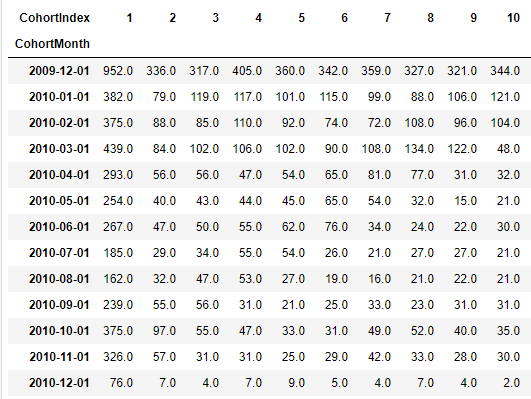 CohortIndex 1 2 3 4 5 6 7 8 9 10
CohortMonth
2009-12-01 952.0 336.0 317.0 405.0 360.0 342.0 359.0 327.0 321.0 344.0
2010-01-01 382.0 79.0 119.0 117.0 101.0 115.0 99.0 88.0 106.0 121.0
2010-02-01 375.0 88.0 85.0 110.0 92.0 74.0 72.0 108.0 96.0 104.0
2010-03-01 439.0 84.0 102.0 106.0 102.0 90.0 108.0 134.0 122.0 48.0
2010-04-01 293.0 56.0 56.0 47.0 54.0 65.0 81.0 77.0 31.0 32.0
2010-05-01 254.0 40.0 43.0 44.0 45.0 65.0 54.0 32.0 15.0 21.0
2010-06-01 267.0 47.0 50.0 55.0 62.0 76.0 34.0 24.0 22.0 30.0
2010-07-01 185.0 29.0 34.0 55.0 54.0 26.0 21.0 27.0 27.0 21.0
2010-08-01 162.0 32.0 47.0 53.0 27.0 19.0 16.0 21.0 22.0 21.0
2010-09-01 239.0 55.0 56.0 31.0 21.0 25.0 33.0 23.0 31.0 31.0
2010-10-01 375.0 97.0 55.0 47.0 33.0 31.0 49.0 52.0 40.0 35.0
2010-11-01 326.0 57.0 31.0 31.0 25.0 29.0 42.0 33.0 28.0 30.0
2010-12-01 76.0 7.0 4.0 7.0 9.0 5.0 4.0 7.0 4.0 2.0